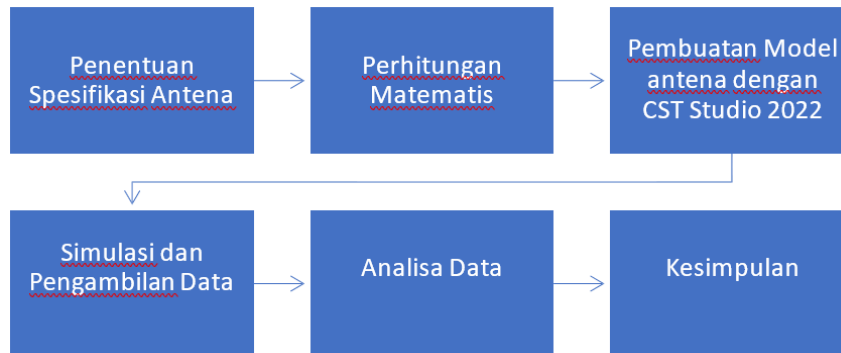 Penentuan
Spesifikasi Antena
Perhitungan
Matematis
Pembuatan Model
antena dengan
CST Studio 2022
Simulasi dan
Pengambilan Data
Analisa Data
Kesimpulan